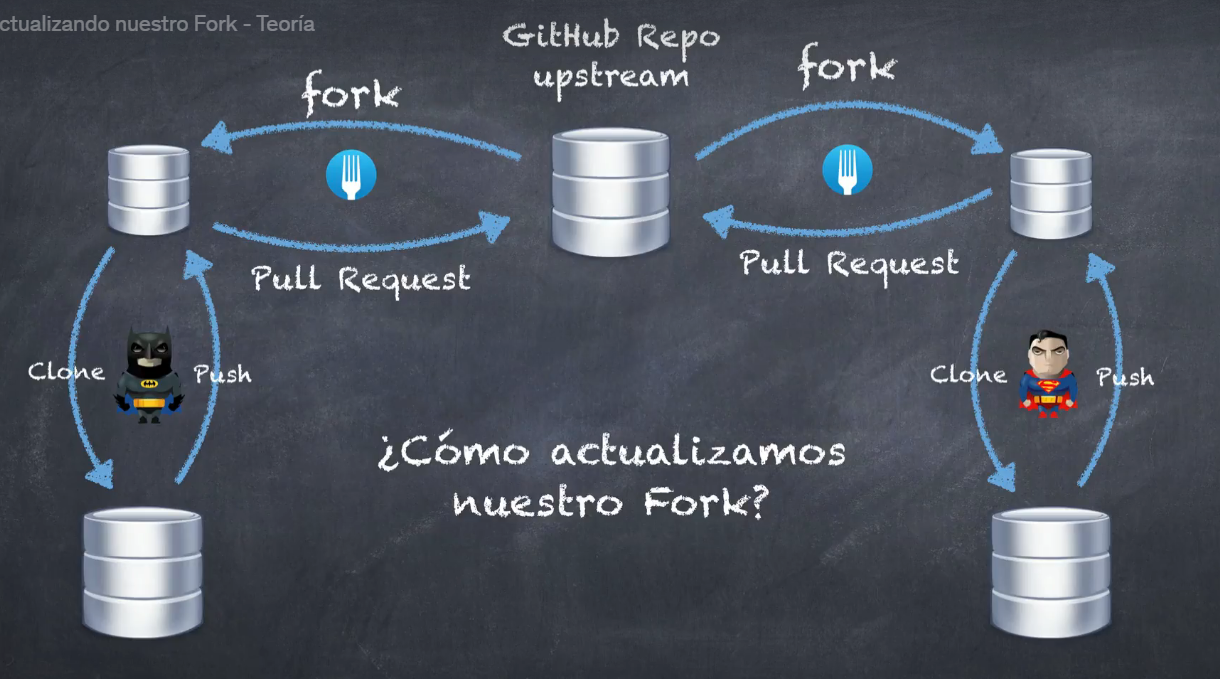 ctualizando nuestro Fork - Teoría
GitHub Repo
upstream
fork
fork
Pull Request
Pull Request
Clone
Push
Clone
Push
¿Cómo actualizamos
nuestro Fork?